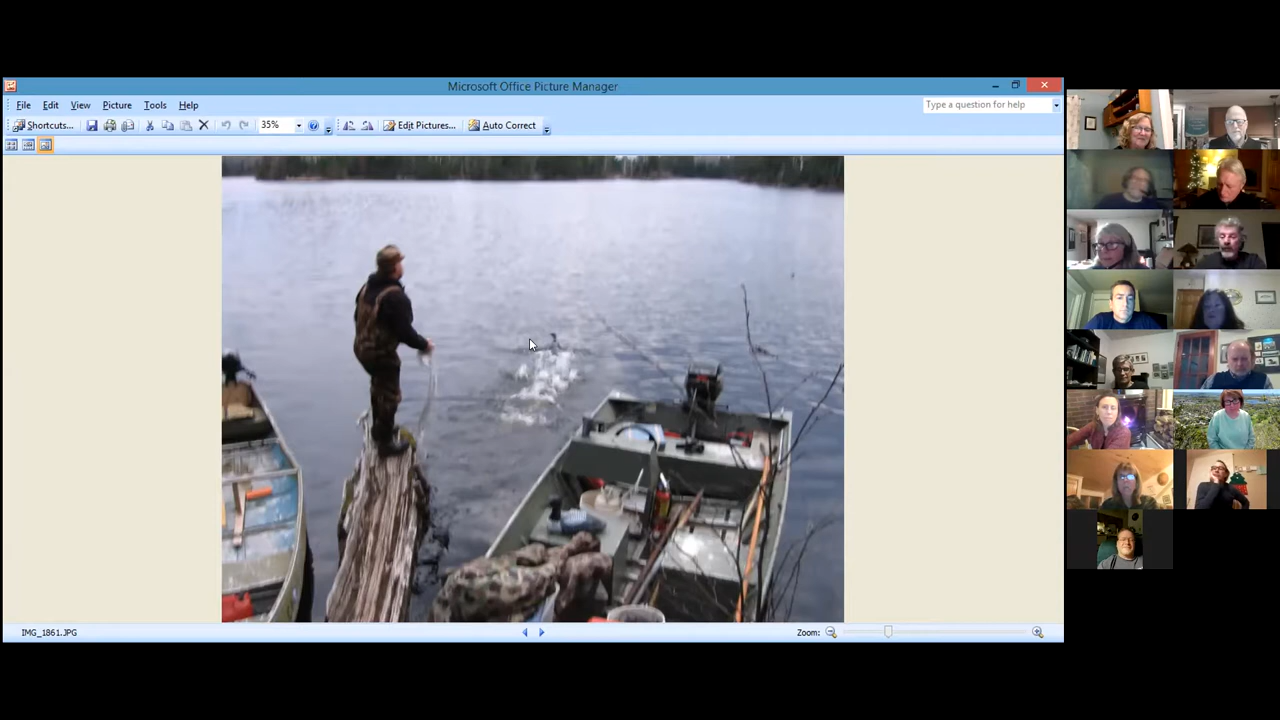 Microsoft Office Picture Manager
File Edit View Picture Tools Help
Type a question for help
Shortcuts...
35%
Edit Pictures...
Auto Correct
IMG_1861.JPG
Zoom: